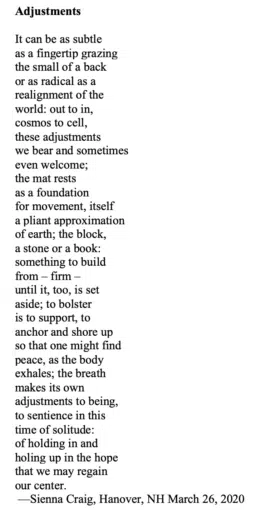 Adjustments
It can be as subtle
as a fingertip grazing
the small of a back
or as radical as a
realignment of the
world: out to in,
cosmos to cell,
these adjustments
we bear and sometimes
even welcome;
the mat rests
as a foundation
for movement, itself
a pliant approximation
of earth; the block,
a stone or a book:
something to build
from – firm –
until it, too, is set
aside; to bolster
is to support, to
anchor and shore up
so that one might find
peace, as the body
exhales; the breath
makes its own
adjustments to being,
to sentience in this
time of solitude:
of holding in and
holing up in the hope
that we may regain
our center.
—Sienna Craig, Hanover, NH March 26, 2020